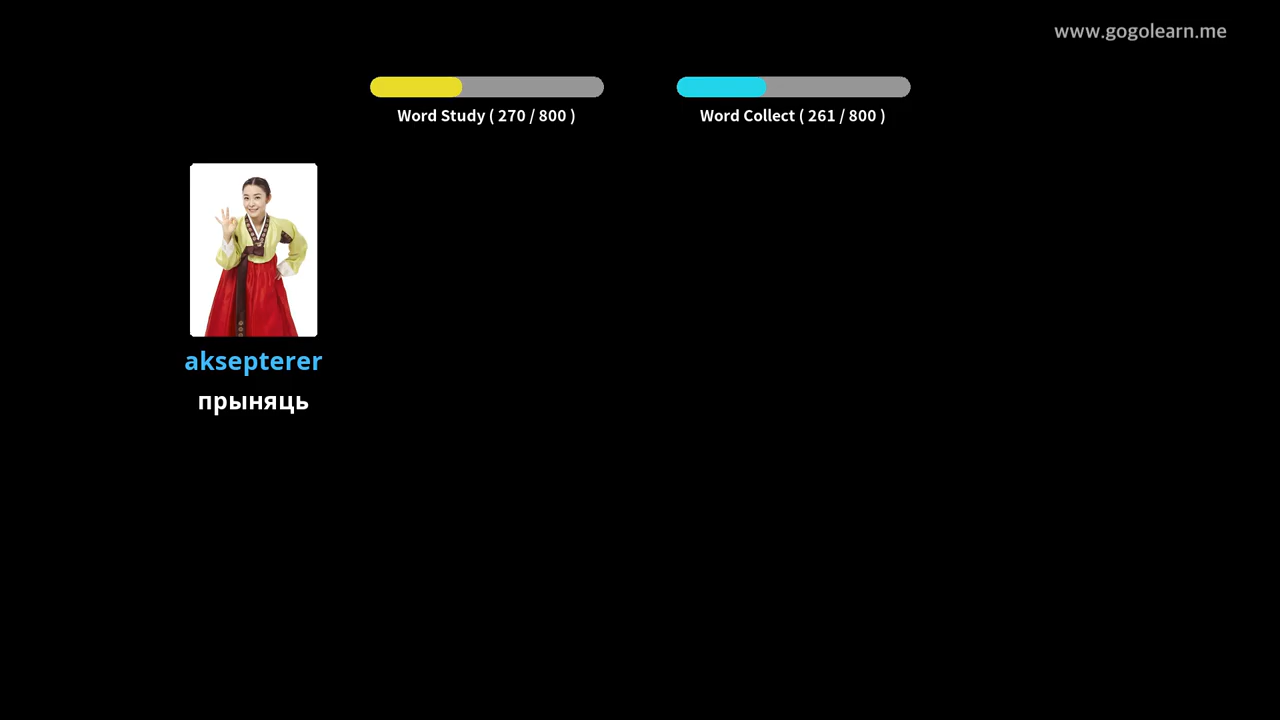 www.gogolearn.me
Word Study ( 270 / 800 )
Word Collect ( 261 / 800 )
aksepterer
прыняць